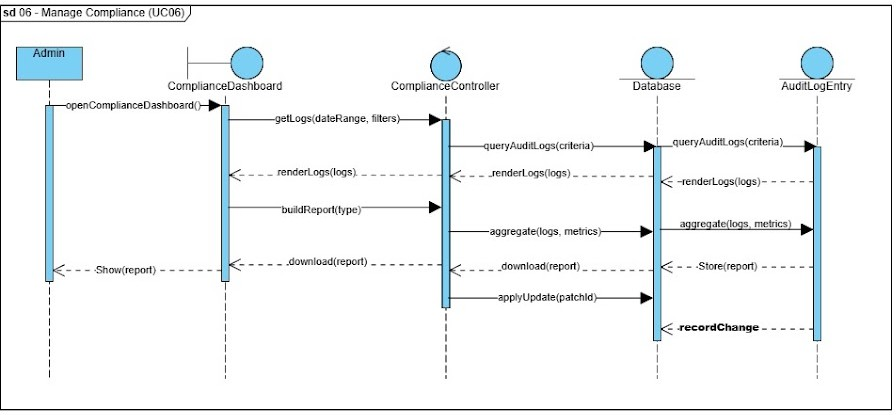 sd 06 - Manage Compliance (UC06)
Admin
ComplianceDashboard
ComplianceController
Database
AuditLogEntry
openComplianceDashboard()
getLogs(dateRange, filters)
queryAuditLogs(criteria)
queryAuditLogs(criteria)
renderLogs(logs)
renderLogs(logs)
renderLogs(logs)
buildReport(type)
aggregate(logs, metrics)
aggregate(logs, metrics)
Show(report)
download(report)
download(report)
Store(report)
applyUpdate(patchId)
recordChange